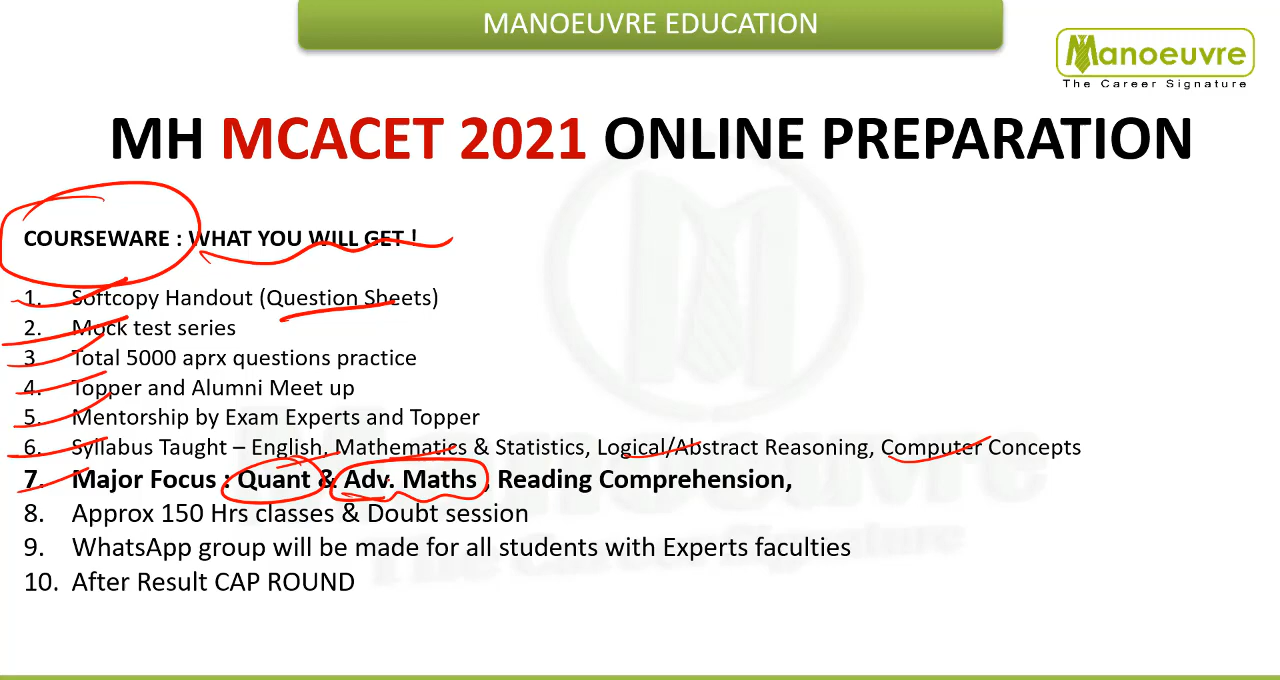 MANOEUVRE EDUCATION
Manoeuvre
The Career Signature
MH MCACET 2021 ONLINE PREPARATION
COURSEWARE : WHAT YOU WILL GET !
1. Softcopy Handout (Question Sheets)
2. Mock test series
3. Total 5000 aprx questions practice
4. Topper and Alumni Meet up
5. Mentorship by Exam Experts and Topper
6. Syllabus Taught – English, Mathematics & Statistics, Logical/Abstract Reasoning, Computer Concepts
7. Major Focus : Quant & Adv. Maths , Reading Comprehension,
8. Approx 150 Hrs classes & Doubt session
9. WhatsApp group will be made for all students with Experts faculties
10. After Result CAP ROUND
Manoeuvre
The Career Signature